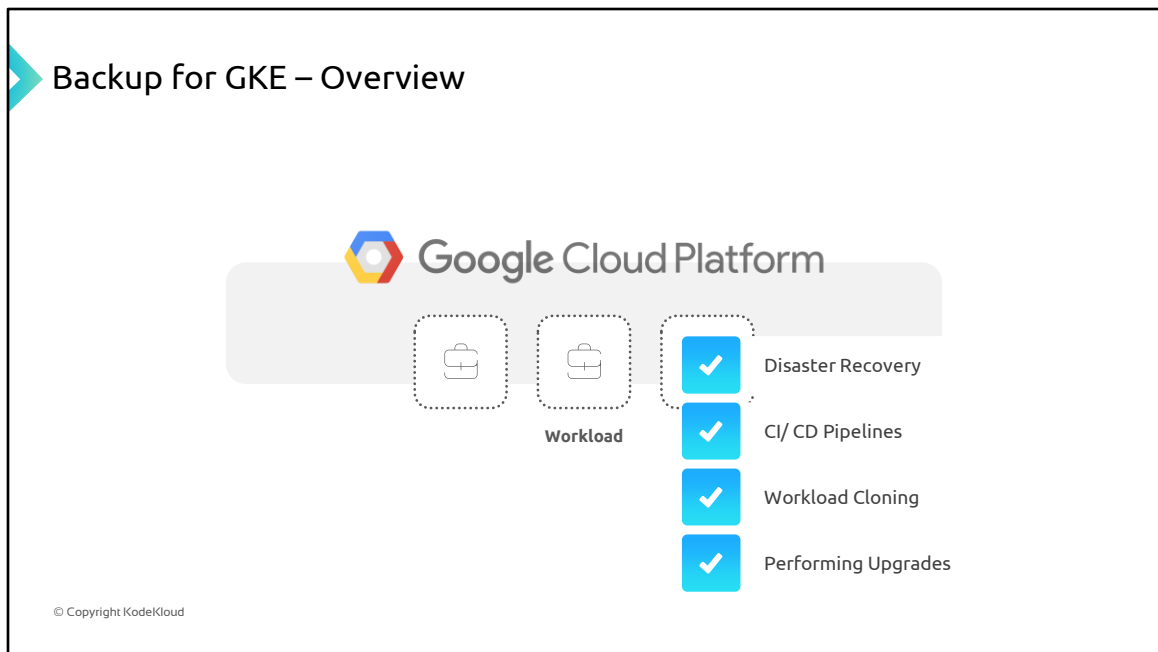 Backup for GKE – Overview
Google Cloud Platform
Workload
Disaster Recovery
CI/ CD Pipelines
Workload Cloning
Performing Upgrades
© Copyright KodeKloud